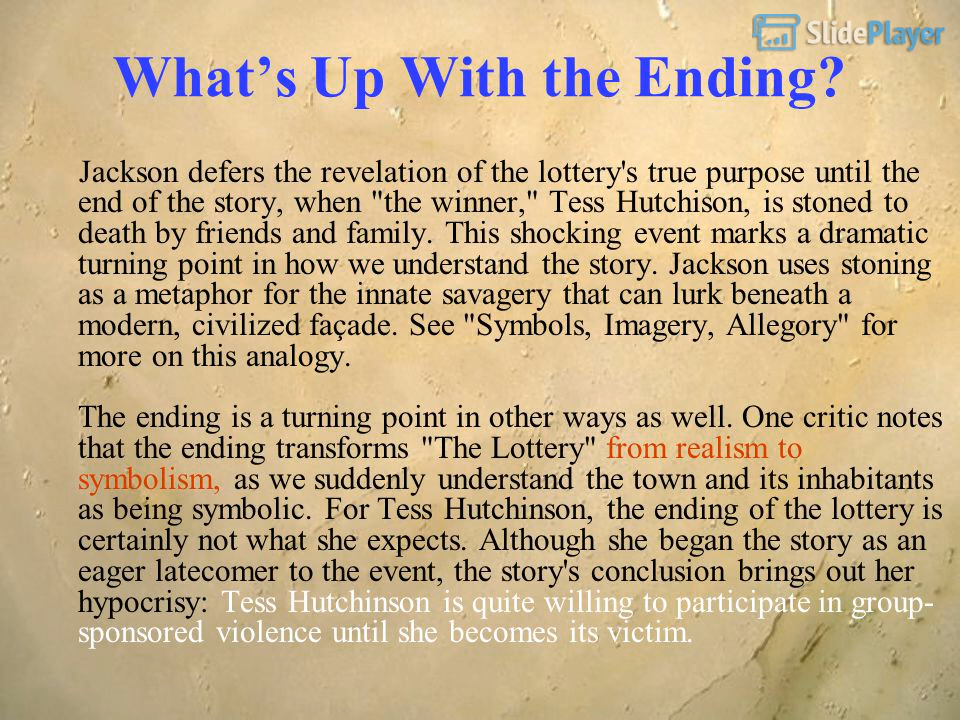 SlidePlayer
What's Up With the Ending?
Jackson defers the revelation of the lottery's true purpose until the
end of the story, when "the winner," Tess Hutchison, is stoned to
death by friends and family. This shocking event marks a dramatic
turning point in how we understand the story. Jackson uses stoning
as a metaphor for the innate savagery that can lurk beneath a
modern, civilized façade. See "Symbols, Imagery, Allegory" for
more on this analogy.
The ending is a turning point in other ways as well. One critic notes
that the ending transforms "The Lottery" from realism to
symbolism, as we suddenly understand the town and its inhabitants
as being symbolic. For Tess Hutchinson, the ending of the lottery is
certainly not what she expects. Although she began the story as an
eager latecomer to the event, the story's conclusion brings out her
hypocrisy: Tess Hutchinson is quite willing to participate in group-
sponsored violence until she becomes its victim.